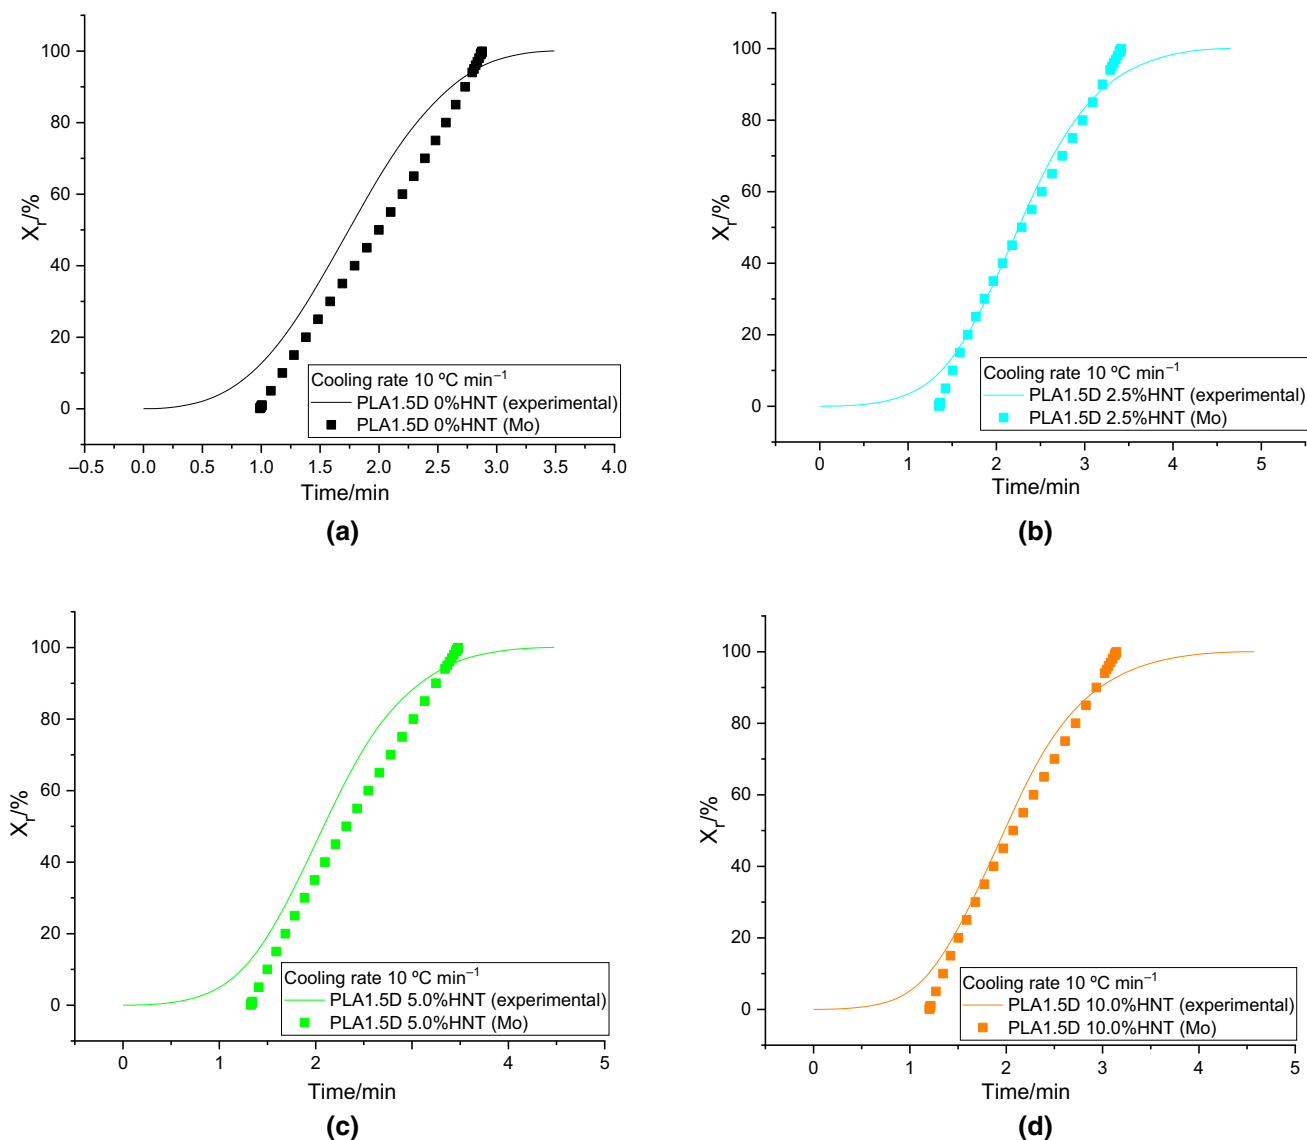 100
80
60
40
20
0
X_r/%
Cooling rate 10 ºC min⁻¹
PLA1.5D 0%HNT (experimental)
PLA1.5D 0%HNT (Mo)
–0.5 0.0 0.5 1.0 1.5 2.0 2.5 3.0 3.5 4.0
Time/min
(a)
100
80
60
40
20
0
X_r/%
Cooling rate 10 ºC min⁻¹
PLA1.5D 2.5%HNT (experimental)
PLA1.5D 2.5%HNT (Mo)
0 1 2 3 4 5
Time/min
(b)
100
80
60
40
20
0
X_r/%
Cooling rate 10 ºC min⁻¹
PLA1.5D 5.0%HNT (experimental)
PLA1.5D 5.0%HNT (Mo)
0 1 2 4 5
Time/min
(c)
100
80
60
40
20
0
X_r/%
Cooling rate 10 ºC min⁻¹
PLA1.5D 10.0%HNT (experimental)
PLA1.5D 10.0%HNT (Mo)
0 1 2 3 4 5
Time/min
(d)